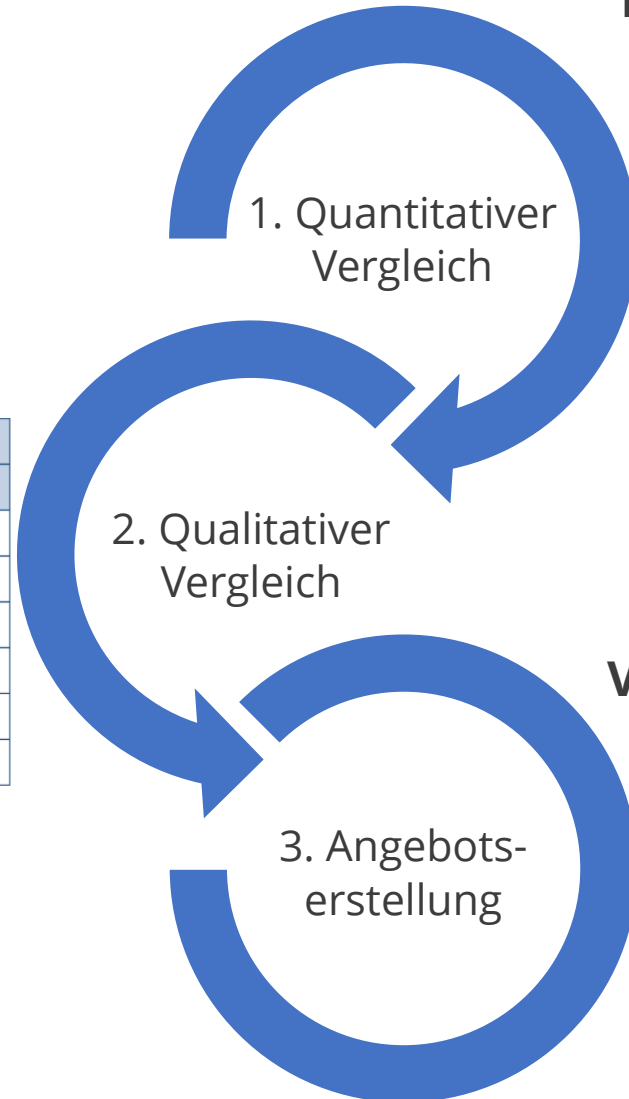 1. Quantitativer
Vergleich
2. Qualitativer
Vergleich
3. Angebots-
erstellung